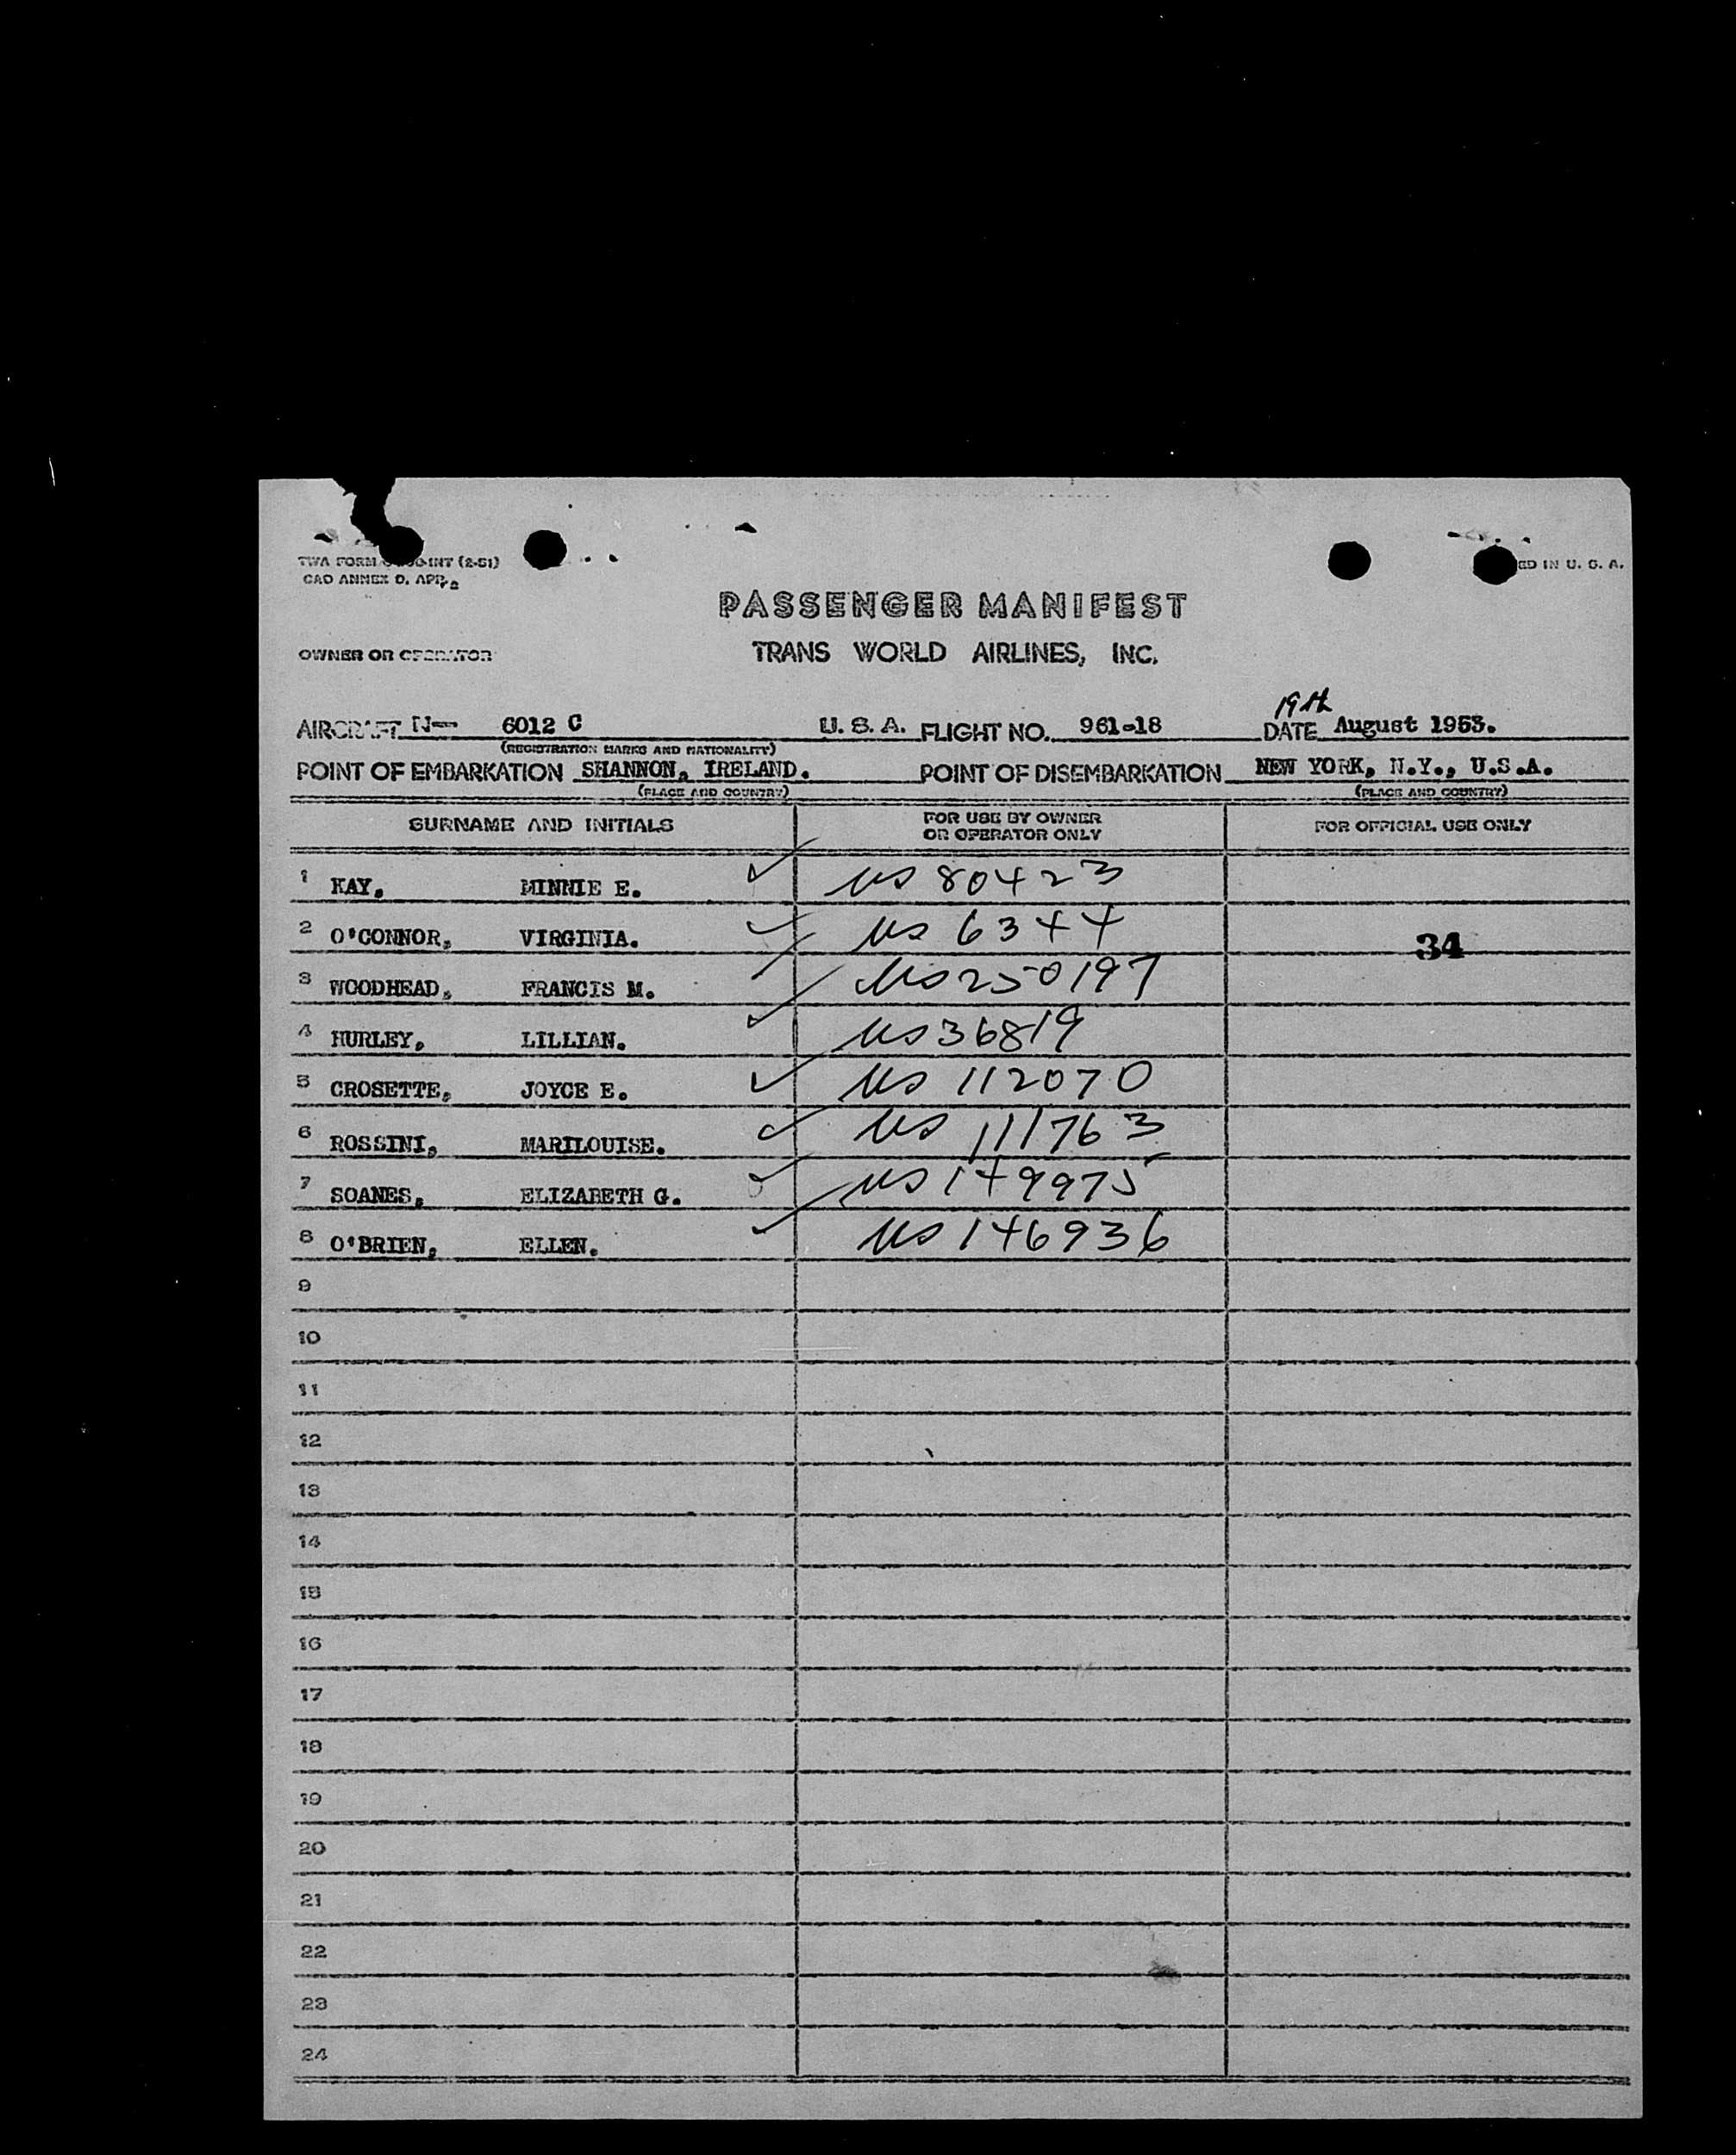 TWA FORM INT (2-51)
CAO ANNEX D, APP. 2
ED IN U. S. A.
PASSENGER MANIFEST
OWNER OR OPERATOR TRANS WORLD AIRLINES, INC.
19th
AIRCRAFT N— 6012 C U. S. A. FLIGHT NO. 961-18 DATE August 1953.
(REGISTRATION MARKS AND NATIONALITY)
POINT OF EMBARKATION SHANNON, IRELAND. POINT OF DISEMBARKATION NEW YORK, N.Y., U.S.A.
(PLACE AND COUNTRY) (PLACE AND COUNTRY)
SURNAME AND INITIALS FOR USE BY OWNER OR OPERATOR ONLY FOR OFFICIAL USE ONLY
1 KAY, MINNIE E. US 80423
2 O'CONNOR, VIRGINIA. US 6344 34
3 WOODHEAD, FRANCIS M. US 250197
4 HURLEY, LILLIAN. US 36819
5 CROSETTE, JOYCE E. US 112070
6 ROSSINI, MARILOUISE. US 111763
7 SOANES, ELIZABETH G. US 149975
8 O'BRIEN, ELLEN. US 146936
9
10
11
12
13
14
15
16
17
18
19
20
21
22
23
24